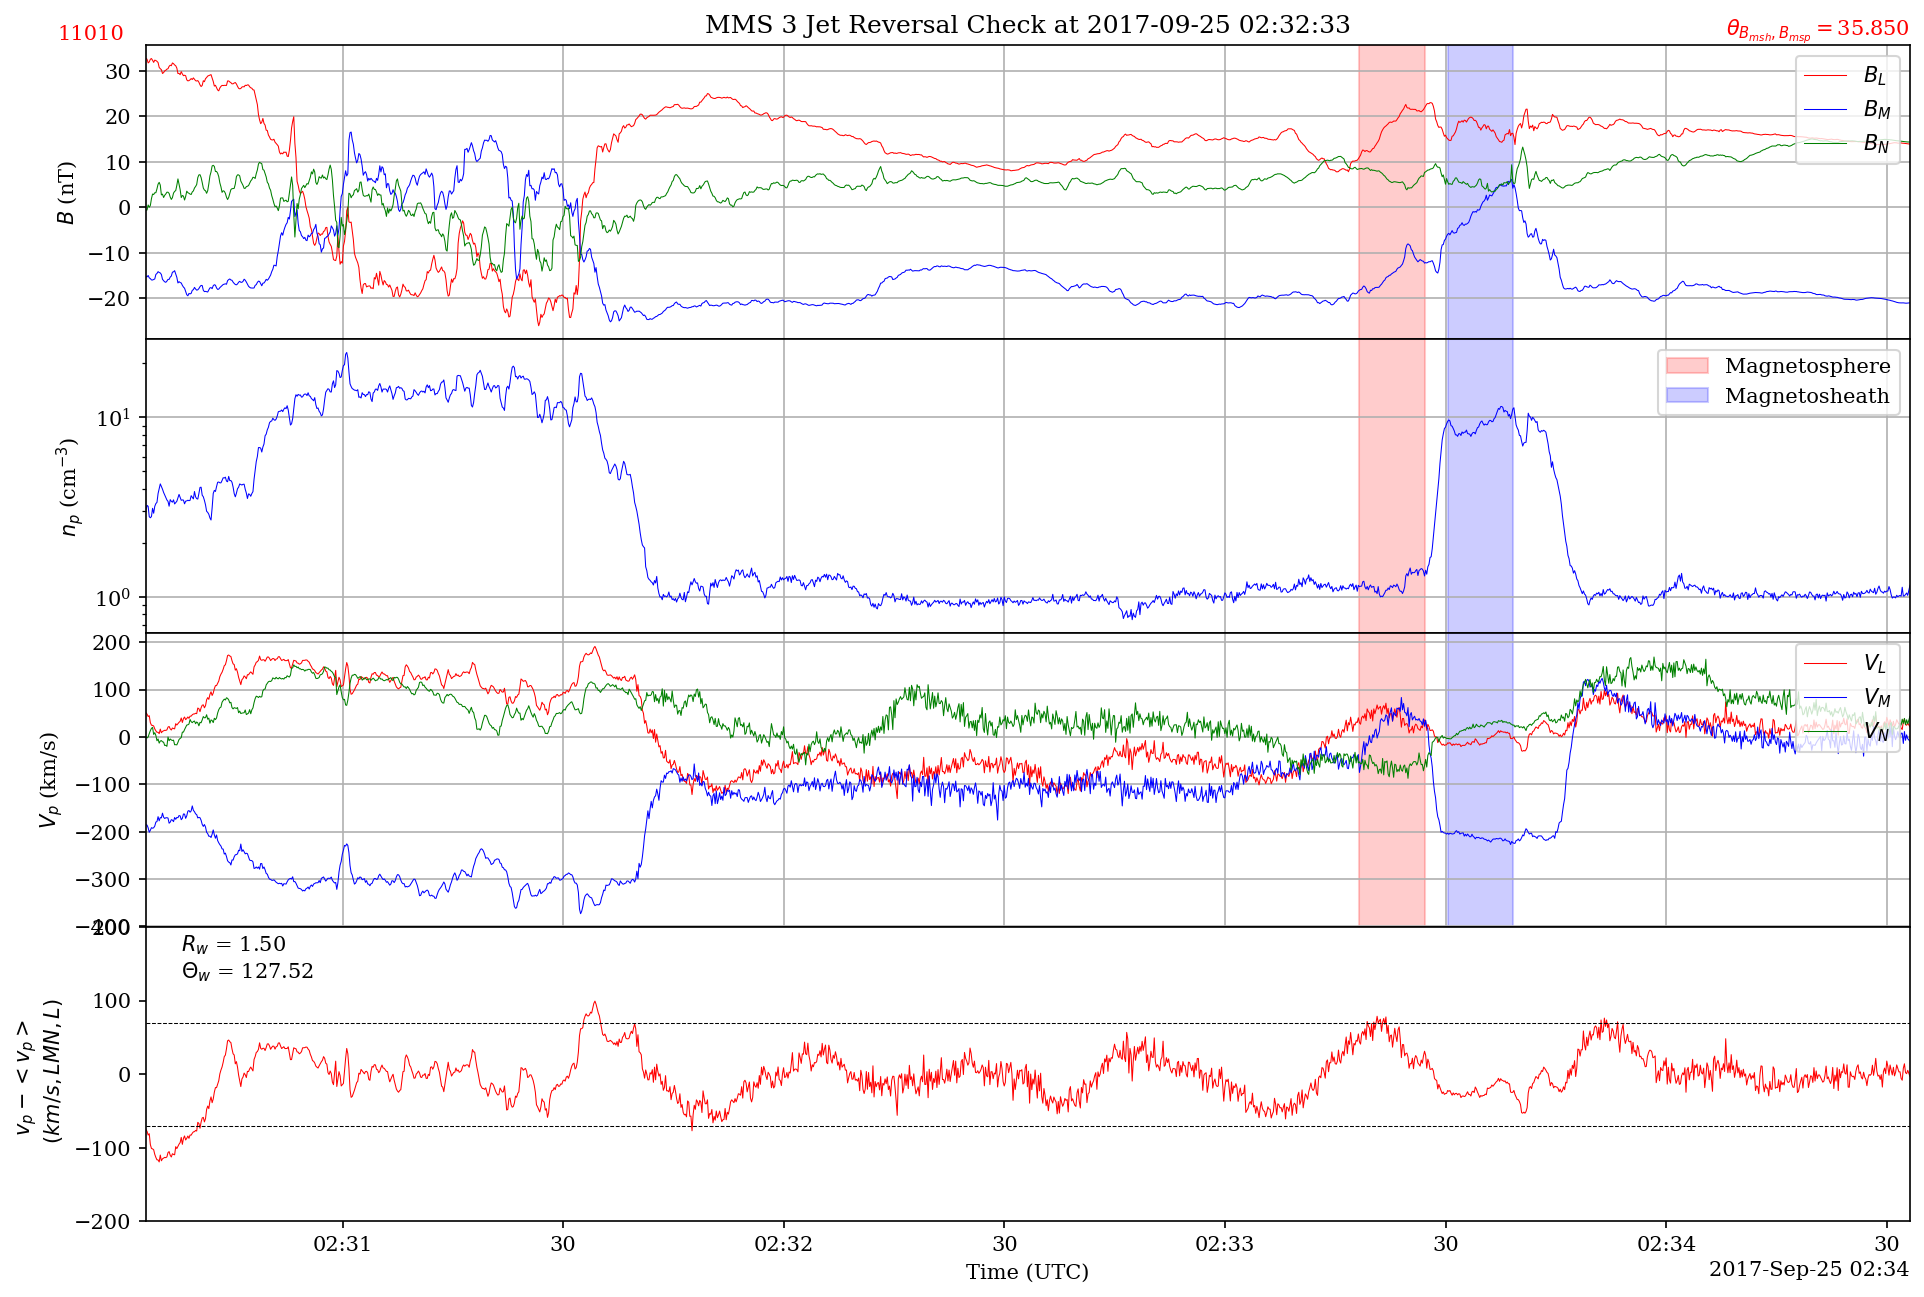 MMS 3 Jet Reversal Check at 2017-09-25 02:32:33
11010
θ_{B_{msh}, B_{msp}} = 35.850
30
20
10
0
−10
−20
B (nT)
B_L
B_M
B_N
10^1
10^0
n_p (cm^{−3})
Magnetosphere
Magnetosheath
200
100
0
−100
−200
−300
−400
V_p (km/s)
V_L
V_M
V_N
200
100
0
−100
−200
v_p − < v_p >
(km/s, LMN, L)
R_w = 1.50
Θ_w = 127.52
02:31
30
02:32
30
02:33
30
02:34
30
Time (UTC)
2017-Sep-25 02:34